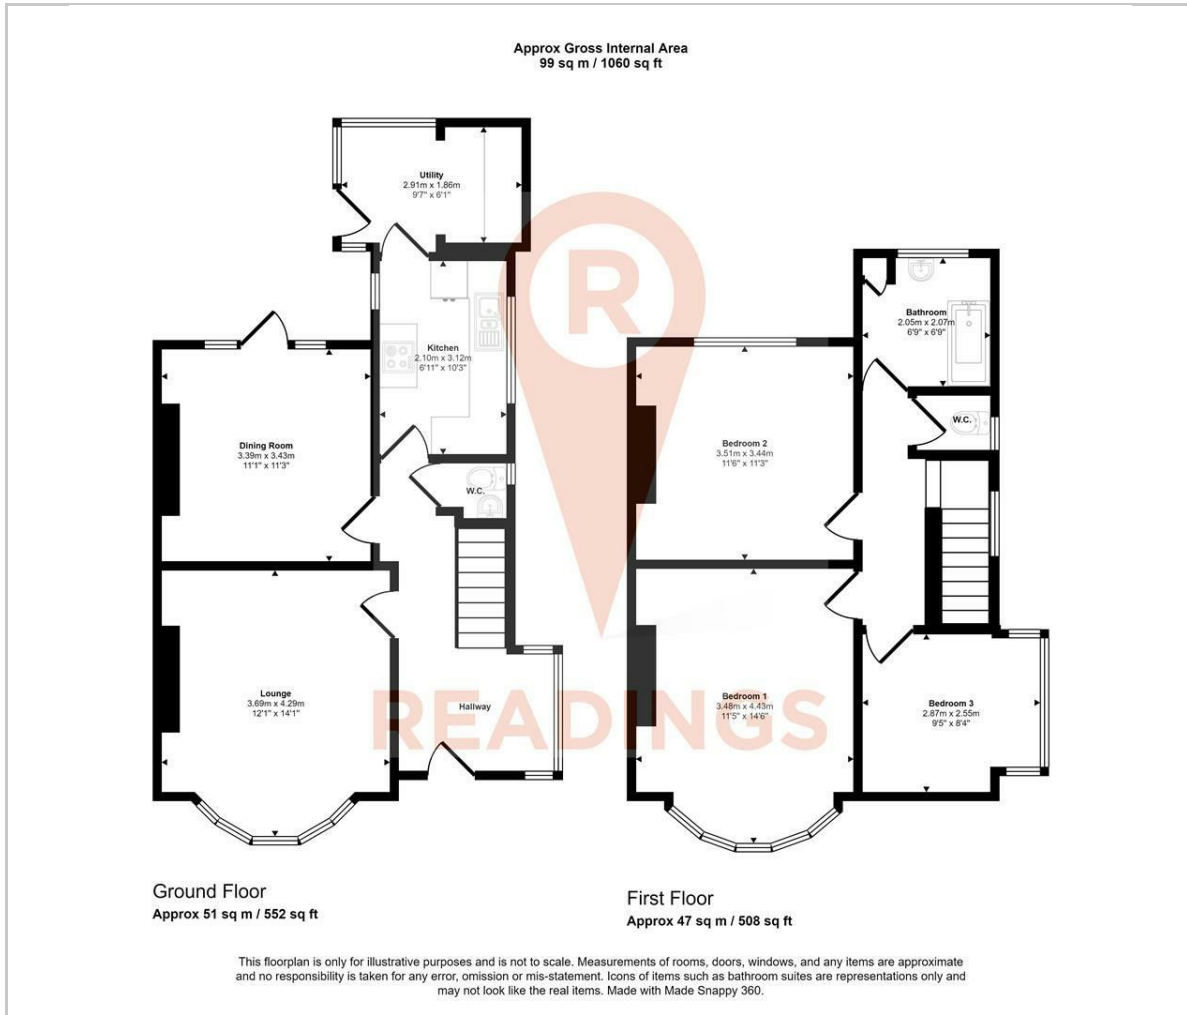 Approx Gross Internal Area
99 sq m / 1060 sq ft
Utility
2.91m x 1.86m
9'7" x 6'1"
Kitchen
2.10m x 3.12m
6'11" x 10'3"
Dining Room
3.39m x 3.43m
11'1" x 11'3"
W.C.
Lounge
3.69m x 4.29m
12'1" x 14'1"
Hallway
Bathroom
2.05m x 2.07m
6'9" x 6'9"
W.C.
Bedroom 2
3.51m x 3.44m
11'6" x 11'3"
Bedroom 1
3.48m x 4.43m
11'5" x 14'6"
Bedroom 3
2.87m x 2.55m
9'5" x 8'4"
R
READINGS
Ground Floor
Approx 51 sq m / 552 sq ft
First Floor
Approx 47 sq m / 508 sq ft
This floorplan is only for illustrative purposes and is not to scale. Measurements of rooms, doors, windows, and any items are approximate
and no responsibility is taken for any error, omission or mis-statement. Icons of items such as bathroom suites are representations only and
may not look like the real items. Made with Made Snappy 360.